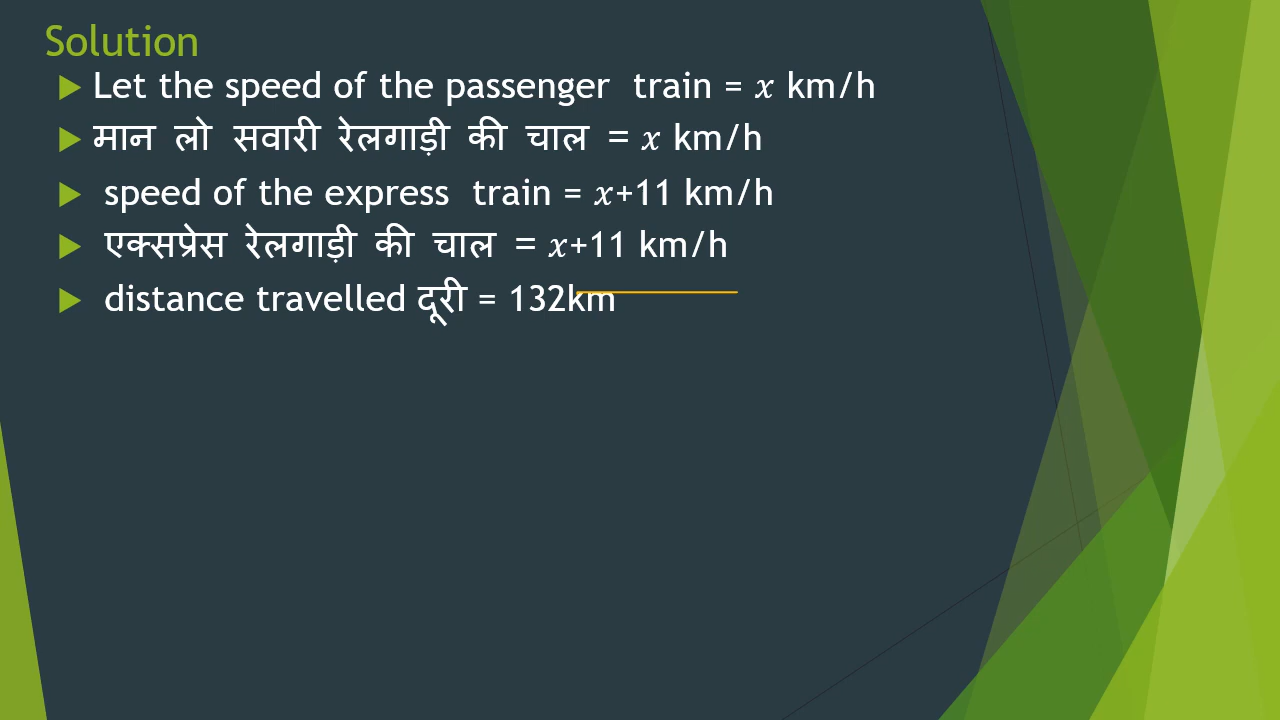 Solution
Let the speed of the passenger train = 𝑥 km/h
मान लो सवारी रेलगाड़ी की चाल = 𝑥 km/h
speed of the express train = 𝑥+11 km/h
एक्सप्रेस रेलगाड़ी की चाल = 𝑥+11 km/h
distance travelled दूरी = 132km